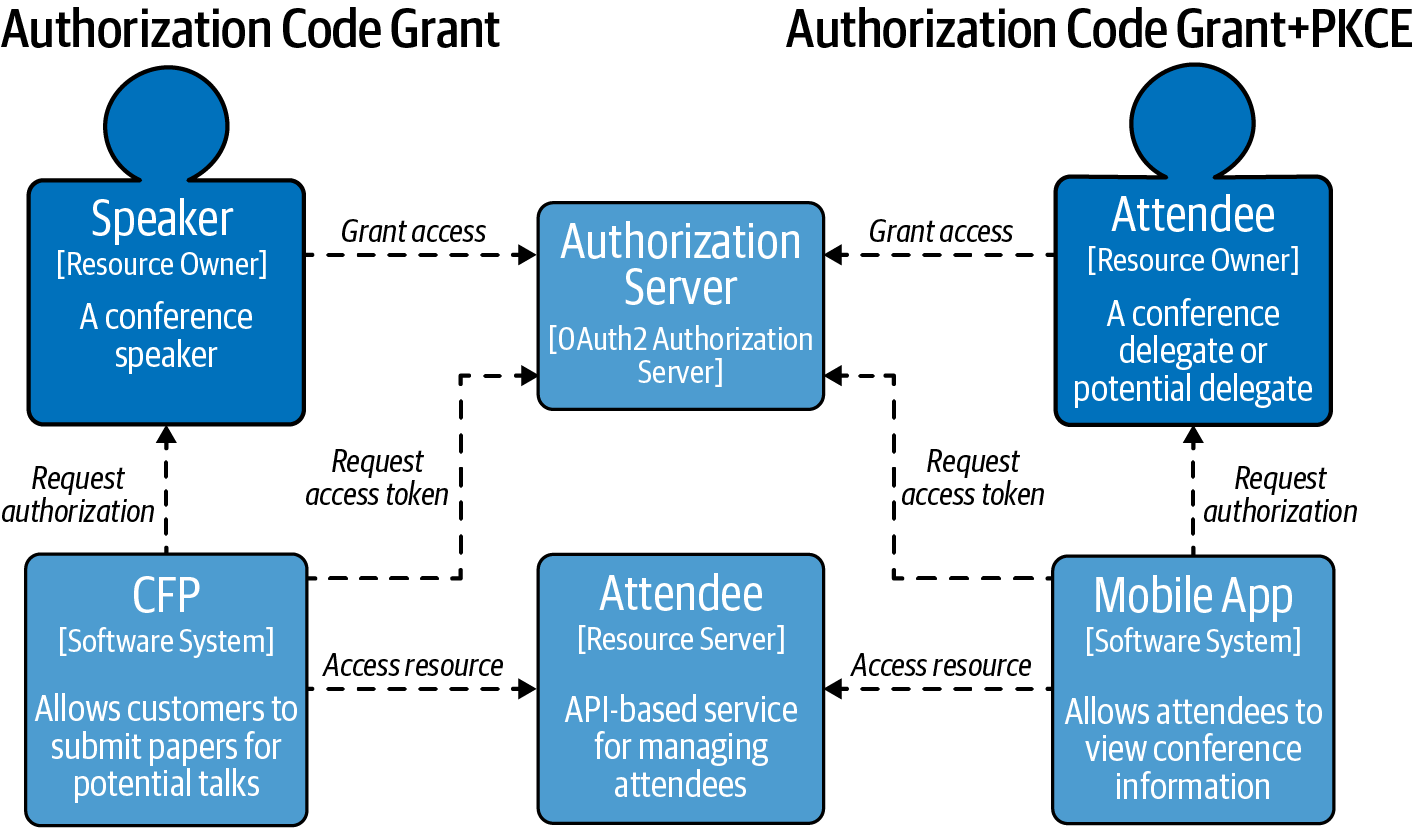 Authorization Code Grant
Authorization Code Grant+PKCE
Speaker
[Resource Owner]
A conference
speaker
Grant access
Authorization
Server
[OAuth2 Authorization
Server]
Grant access
Attendee
[Resource Owner]
A conference
delegate or
potential delegate
Request
authorization
Request
access token
Request
access token
Request
authorization
CFP
[Software System]
Allows customers to
submit papers for
potential talks
Access resource
Attendee
[Resource Server]
API-based service
for managing
attendees
Access resource
Mobile App
[Software System]
Allows attendees to
view conference
information